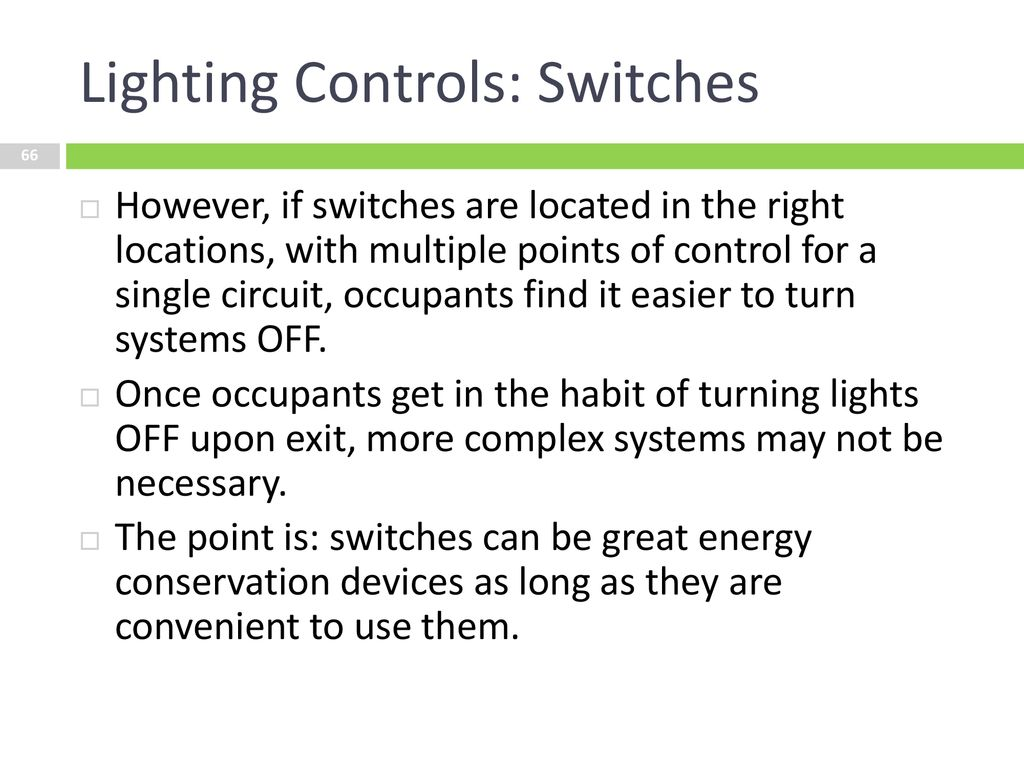 Lighting Controls: Switches
66
However, if switches are located in the right
locations, with multiple points of control for a
single circuit, occupants find it easier to turn
systems OFF.
Once occupants get in the habit of turning lights
OFF upon exit, more complex systems may not be
necessary.
The point is: switches can be great energy
conservation devices as long as they are
convenient to use them.